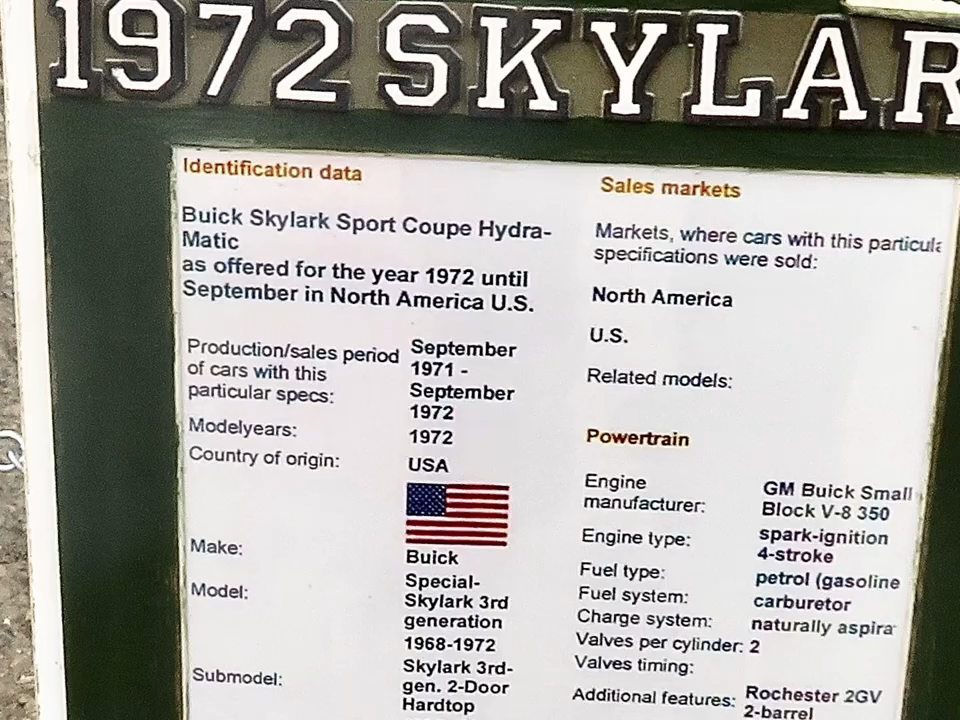 1972 SKYLAR
Identification data
Buick Skylark Sport Coupe Hydra-
Matic
as offered for the year 1972 until
September in North America U.S.
Production/sales period
of cars with this
particular specs:
September
1971 -
September
1972
Modelyears:
1972
Country of origin:
USA
Make:
Buick
Model:
Special-
Skylark 3rd
generation
1968-1972
Submodel:
Skylark 3rd-
gen. 2-Door
Hardtop
Sales markets
Markets, where cars with this particula
specifications were sold:
North America
U.S.
Related models:
Powertrain
Engine
manufacturer:
GM Buick Small
Block V-8 350
Engine type:
spark-ignition
4-stroke
Fuel type:
petrol (gasoline
Fuel system:
carburetor
Charge system:
naturally aspira
Valves per cylinder: 2
Valves timing:
Additional features:
Rochester 2GV
2-barrel